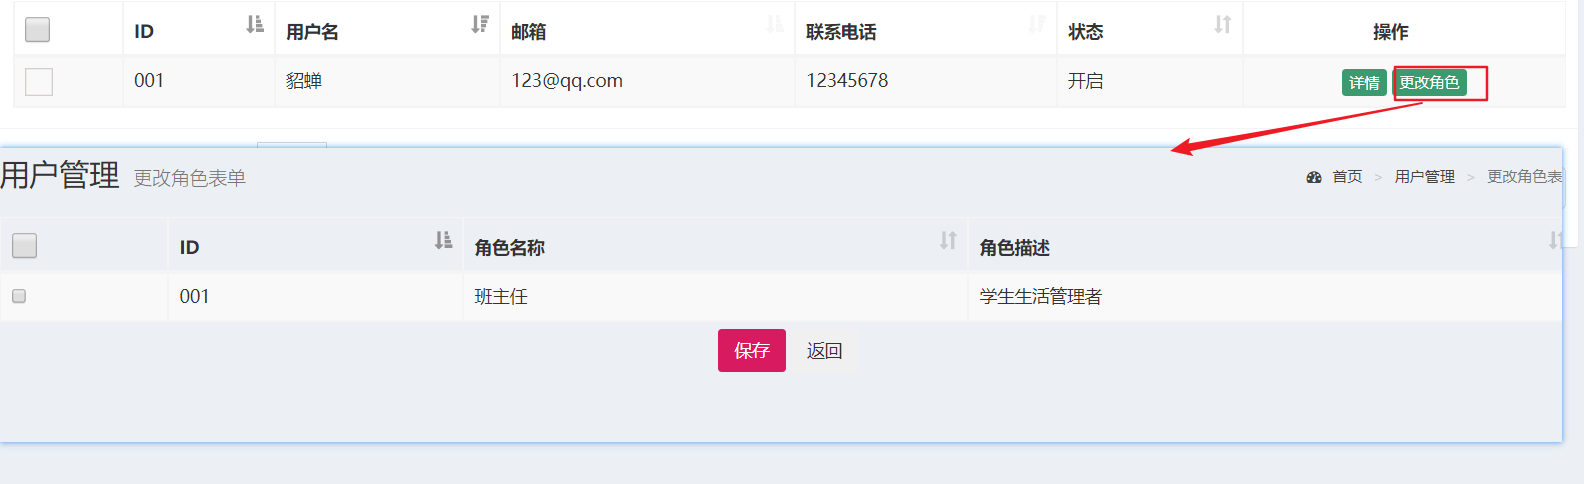 ID 用户名 邮箱 联系电话 状态 操作
001 貂蝉 123@qq.com 12345678 开启 详情 更改角色
用户管理 更改角色表单 首页 > 用户管理 > 更改角色表
ID 角色名称 角色描述
001 班主任 学生生活管理者
保存 返回